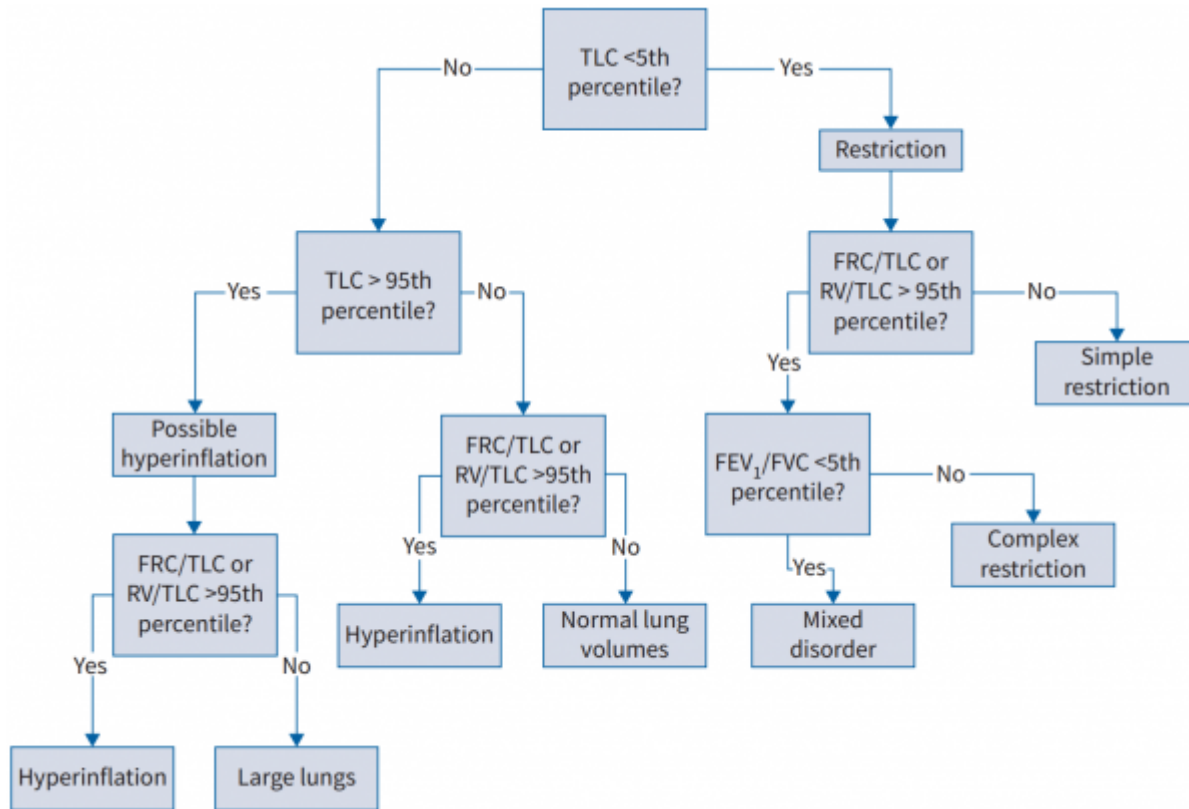 TLC <5th
percentile?
No
Yes
Restriction
TLC > 95th
percentile?
Yes
No
FRC/TLC or
RV/TLC > 95th
percentile?
No
Yes
Simple
restriction
Possible
hyperinflation
FRC/TLC or
RV/TLC >95th
percentile?
FEV₁/FVC <5th
percentile?
No
Yes
No
Yes
Complex
restriction
FRC/TLC or
RV/TLC >95th
percentile?
Yes
No
Hyperinflation
Normal lung
volumes
Mixed
disorder
Hyperinflation
Large lungs